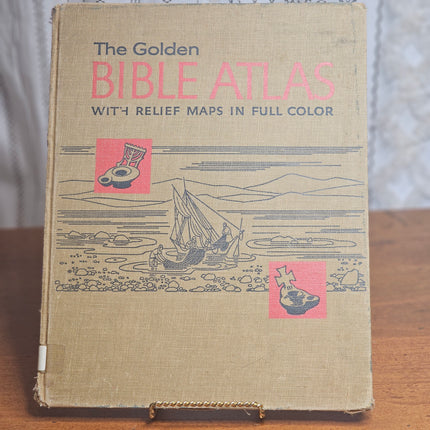 The Golden
BIBLE ATLAS
WITH RELIEF MAPS IN FULL COLOR